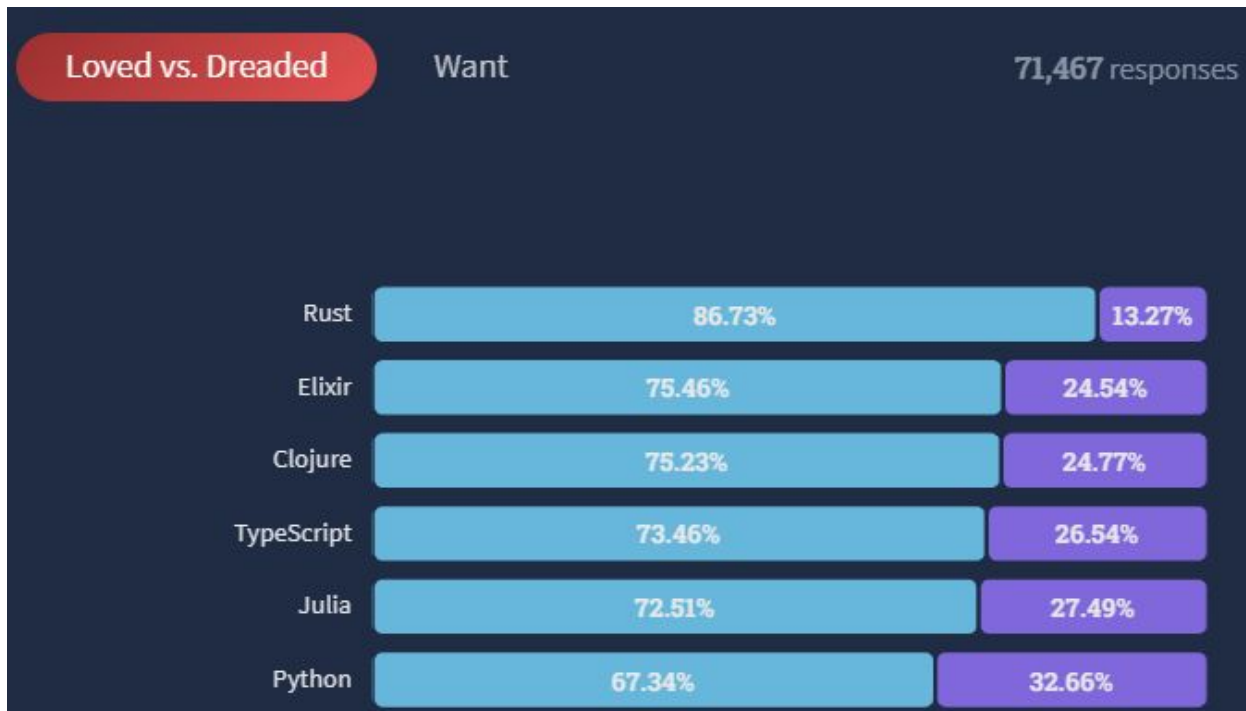 Loved vs. Dreaded Want 71,467 responses
Rust 86.73% 13.27%
Elixir 75.46% 24.54%
Clojure 75.23% 24.77%
TypeScript 73.46% 26.54%
Julia 72.51% 27.49%
Python 67.34% 32.66%